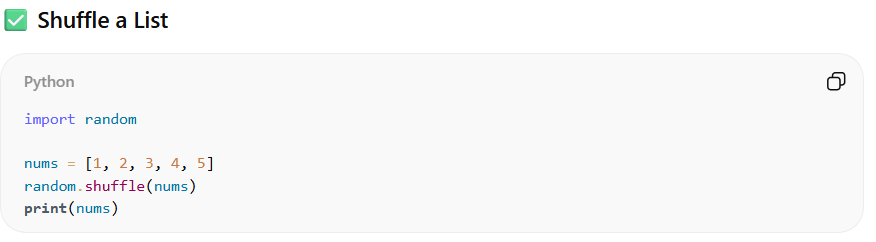 ✅ Shuffle a List
Python
import random

nums = [1, 2, 3, 4, 5]
random.shuffle(nums)
print(nums)